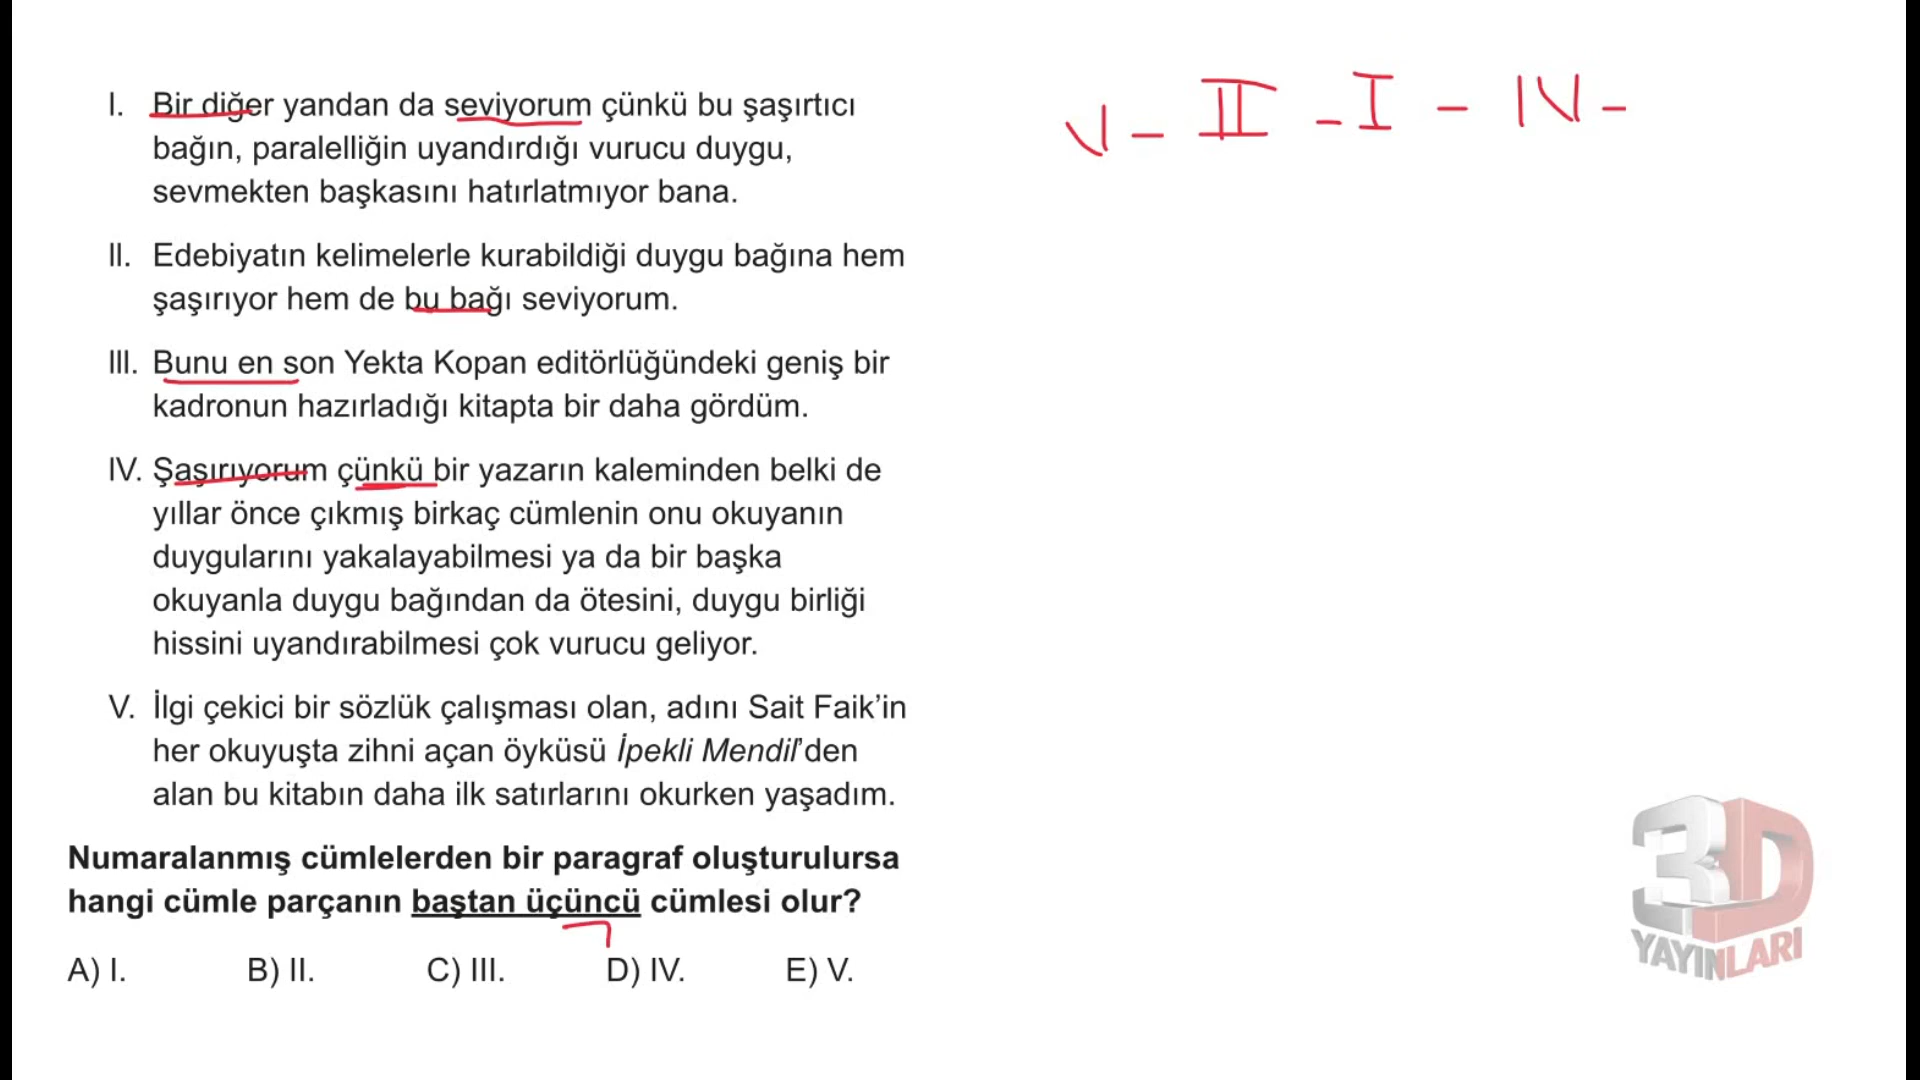 I. Bir diğer yandan da seviyorum çünkü bu şaşırtıcı
bağın, paralelliğin uyandırdığı vurucu duygu,
sevmekten başkasını hatırlatmıyor bana.
II. Edebiyatın kelimelerle kurabildiği duygu bağına hem
şaşırıyor hem de bu bağı seviyorum.
III. Bunu en son Yekta Kopan editörlüğündeki geniş bir
kadronun hazırladığı kitapta bir daha gördüm.
IV. Şaşırıyorum çünkü bir yazarın kaleminden belki de
yıllar önce çıkmış birkaç cümlenin onu okuyanın
duygularını yakalayabilmesi ya da bir başka
okuyanla duygu bağından da ötesini, duygu birliği
hissini uyandırabilmesi çok vurucu geliyor.
V. İlgi çekici bir sözlük çalışması olan, adını Sait Faik’in
her okuyuşta zihni açan öyküsü İpekli Mendil’den
alan bu kitabın daha ilk satırlarını okurken yaşadım.
Numaralanmış cümlelerden bir paragraf oluşturulursa
hangi cümle parçanın baştan üçüncü cümlesi olur?
A) I. B) II. C) III. D) IV. E) V.
V - II - I - IV -
3D
YAYINLARI